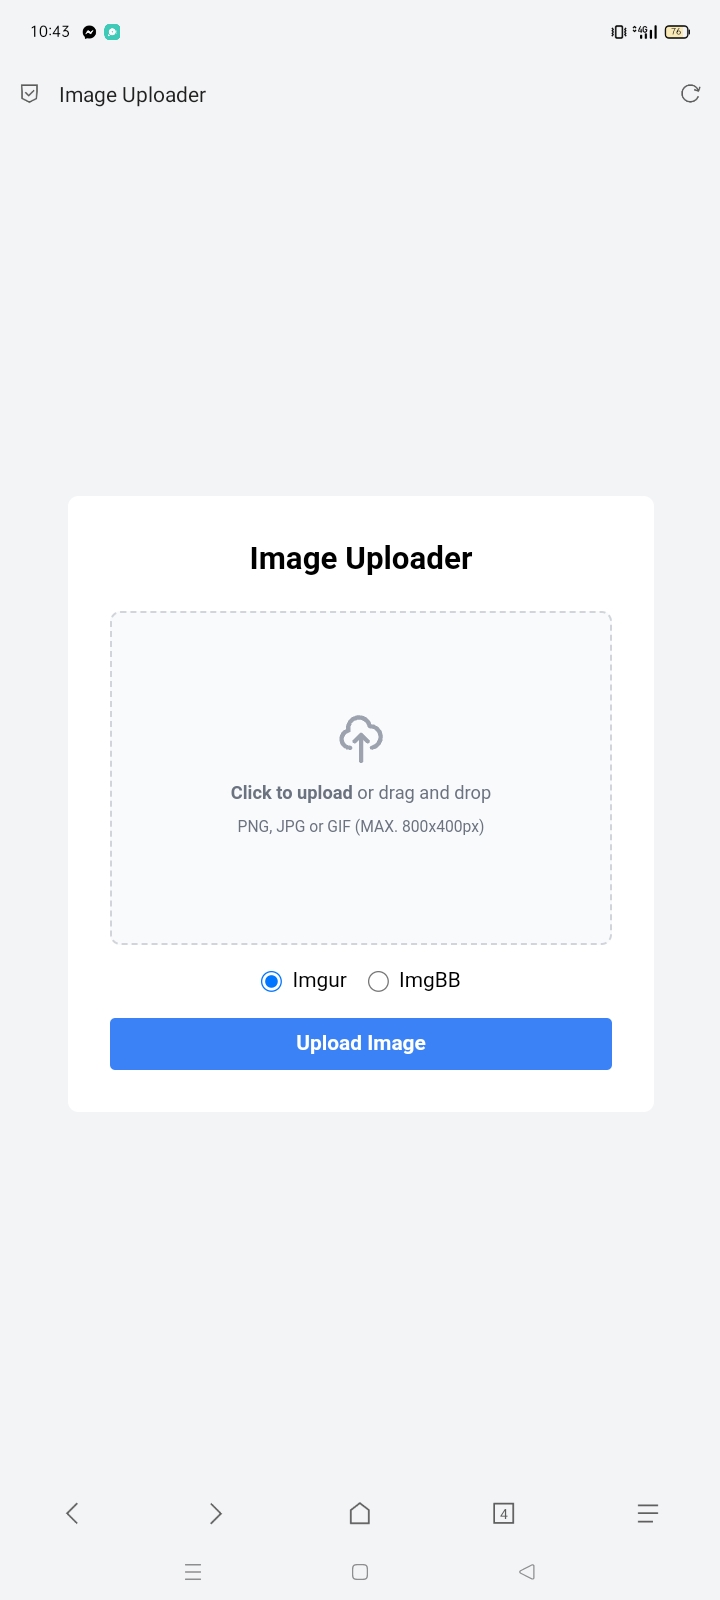 10:43
4G
76
Image Uploader
Image Uploader
Click to upload or drag and drop
PNG, JPG or GIF (MAX. 800x400px)
Imgur ImgBB
Upload Image
4